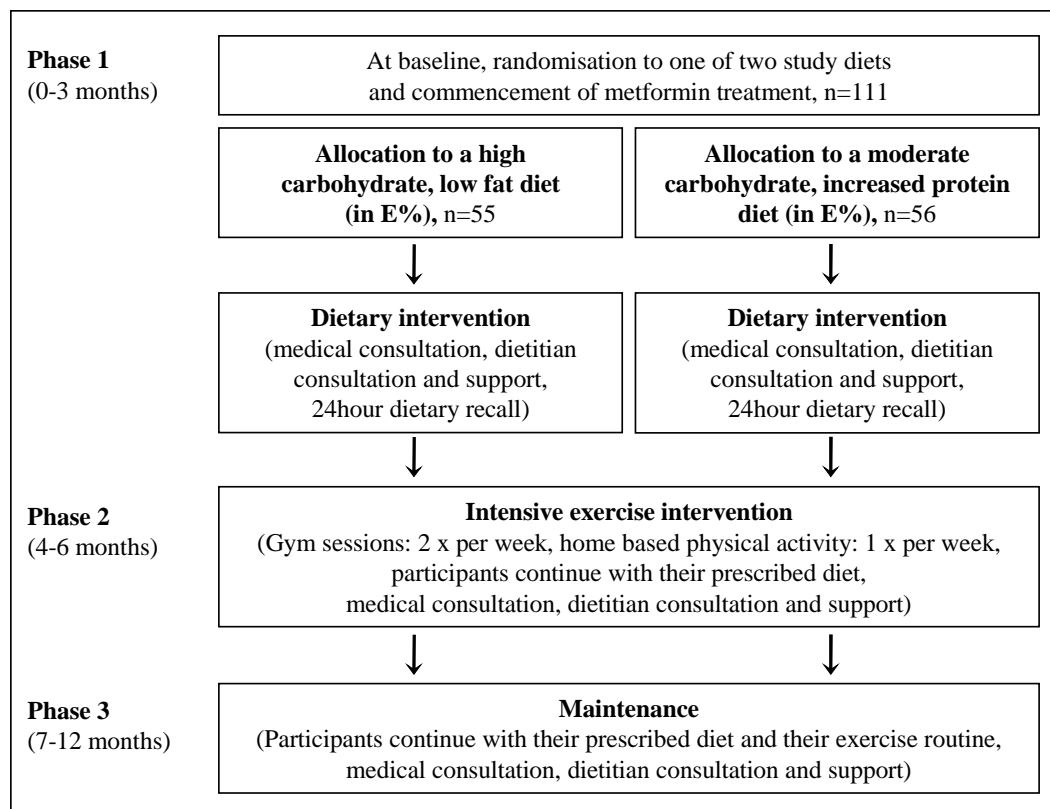 Phase 1
(0-3 months)
At baseline, randomisation to one of two study diets
and commencement of metformin treatment, n=111
Allocation to a high
carbohydrate, low fat diet
(in E%), n=55
Allocation to a moderate
carbohydrate, increased protein
diet (in E%), n=56
Dietary intervention
(medical consultation, dietitian
consultation and support,
24hour dietary recall)
Dietary intervention
(medical consultation, dietitian
consultation and support,
24hour dietary recall)
Phase 2
(4-6 months)
Intensive exercise intervention
(Gym sessions: 2 x per week, home based physical activity: 1 x per week,
participants continue with their prescribed diet,
medical consultation, dietitian consultation and support)
Phase 3
(7-12 months)
Maintenance
(Participants continue with their prescribed diet and their exercise routine,
medical consultation, dietitian consultation and support)